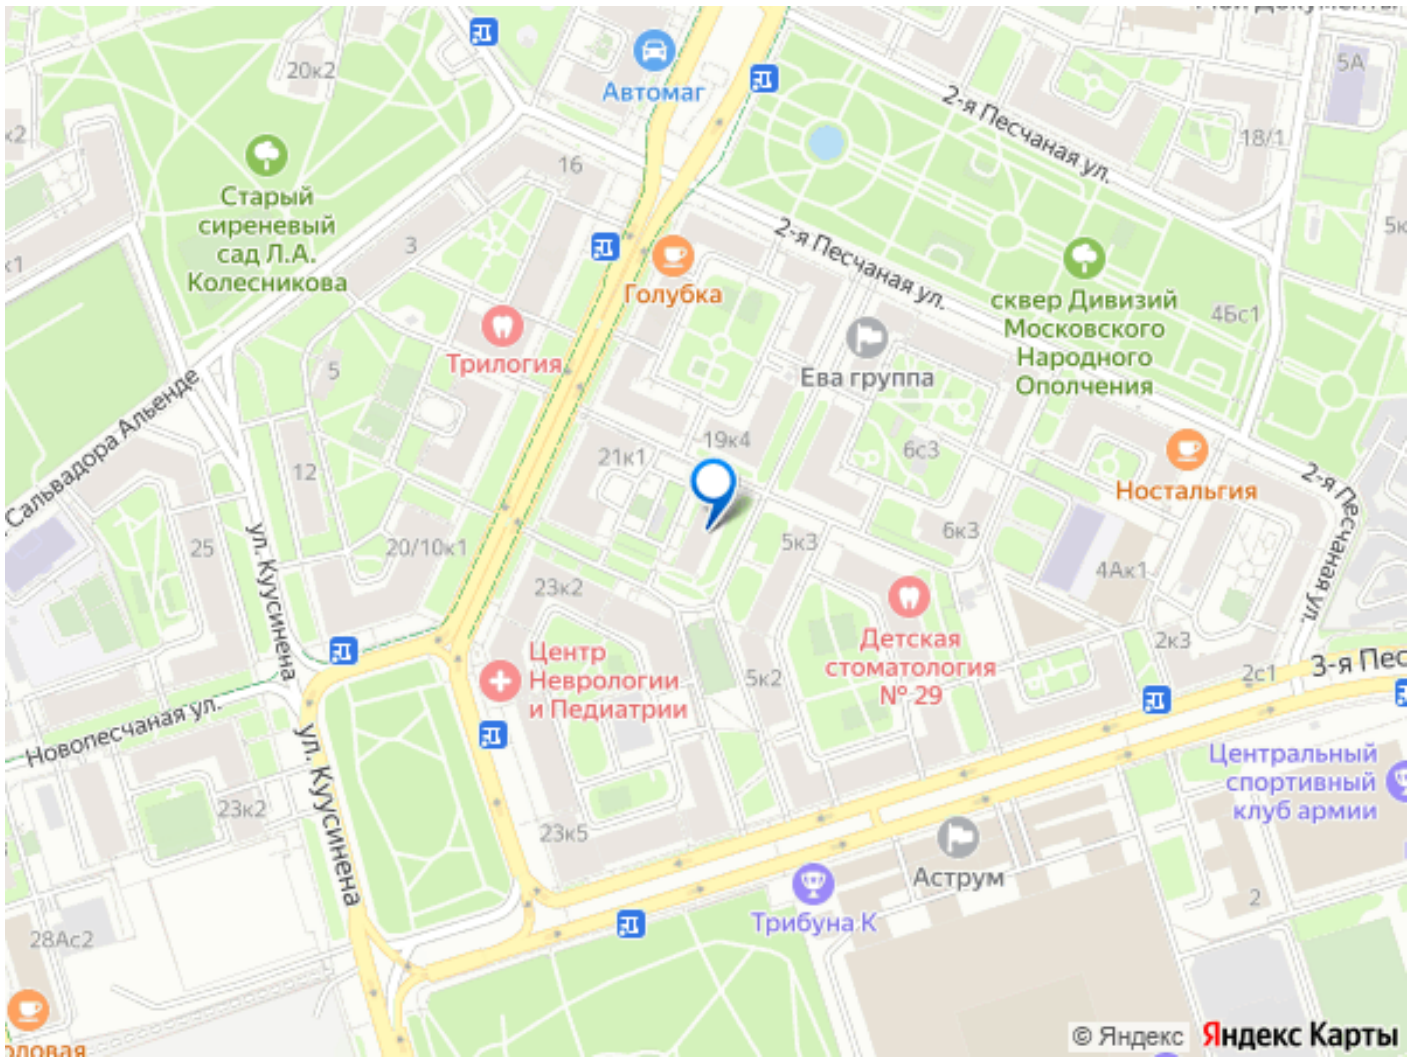 5А
20к2
Автомаг
2-я Песчаная ул.
18/1
16
Старый
сиреневый
сад Л.А.
Колесникова
3
2-я Песчаная ул.
Голубка
сквер Дивизий
Московского
Народного
Ополчения
4Бс1
Трилогия
5
Ева группа
Сальвадора Альенде
12
21к1
19к4
6с3
Ностальгия
2-я Песчаная ул.
25
20/10к1
ул. Куусинена
5к3
6к3
4Ак1
23к2
Детская
стоматология
№ 29
2к3
2с1
3-я Пес
Центр
Неврологии
и Педиатрии
5к2
Новопесчаная ул.
ул. Куусинена
Центральный
спортивный
клуб армии
23к2
23к5
Аструм
Трибуна К
2
28Ас2
© Яндекс Яндекс Карты